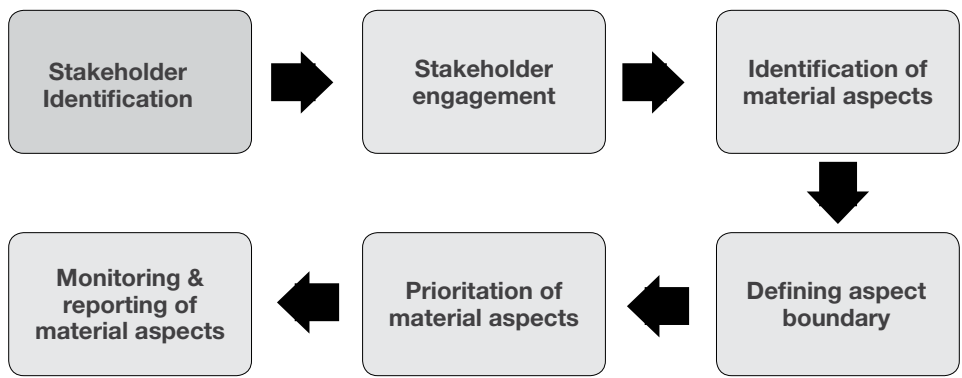 Stakeholder
Identification
Stakeholder
engagement
Identification of
material aspects
Defining aspect
boundary
Prioritation of
material aspects
Monitoring &
reporting of
material aspects